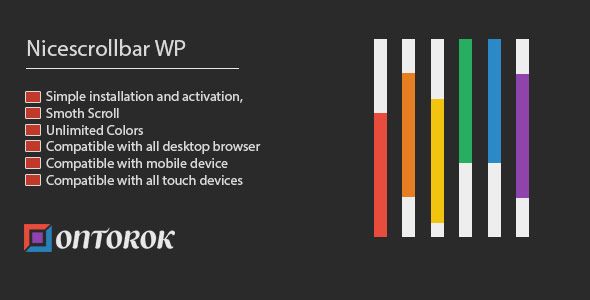 Nicescrollbar WP
Simple installation and activation,
Smoth Scroll
Unlimited Colors
Compatible with all desktop browser
Compatible with mobile device
Compatible with all touch devices
ONTOROK